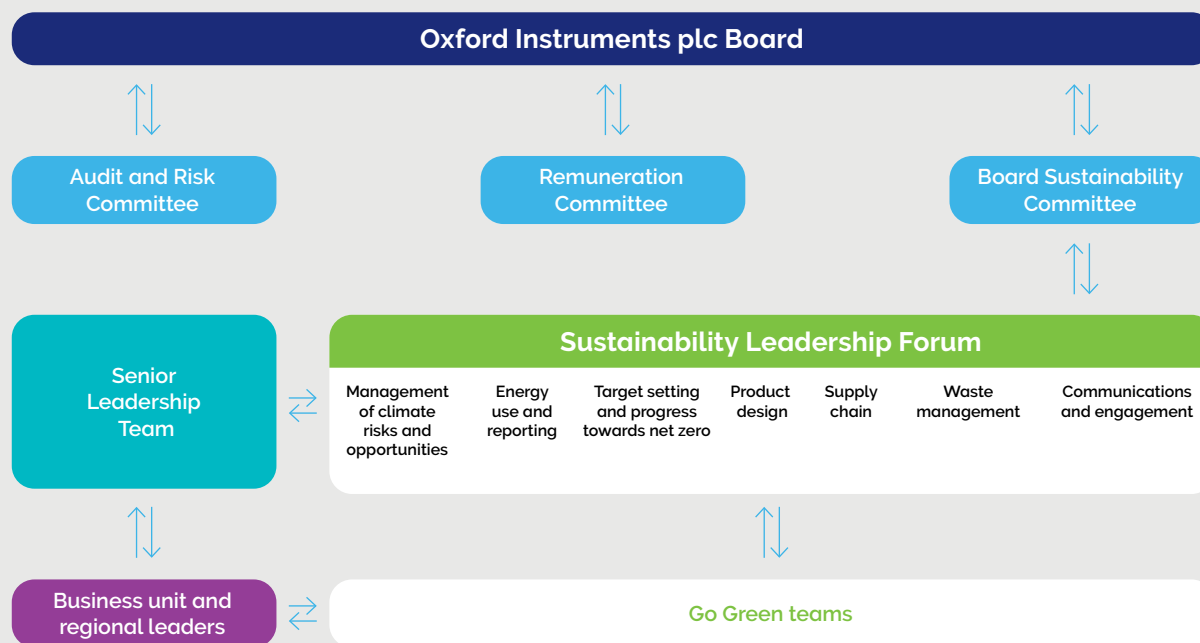 Oxford Instruments plc Board
Audit and Risk
Committee
Remuneration
Committee
Board Sustainability
Committee
Senior
Leadership
Team
Sustainability Leadership Forum
Management
of climate
risks and
opportunities
Energy
use and
reporting
Target setting
and progress
towards net zero
Product
design
Supply
chain
Waste
management
Communications
and engagement
Business unit and
regional leaders
Go Green teams